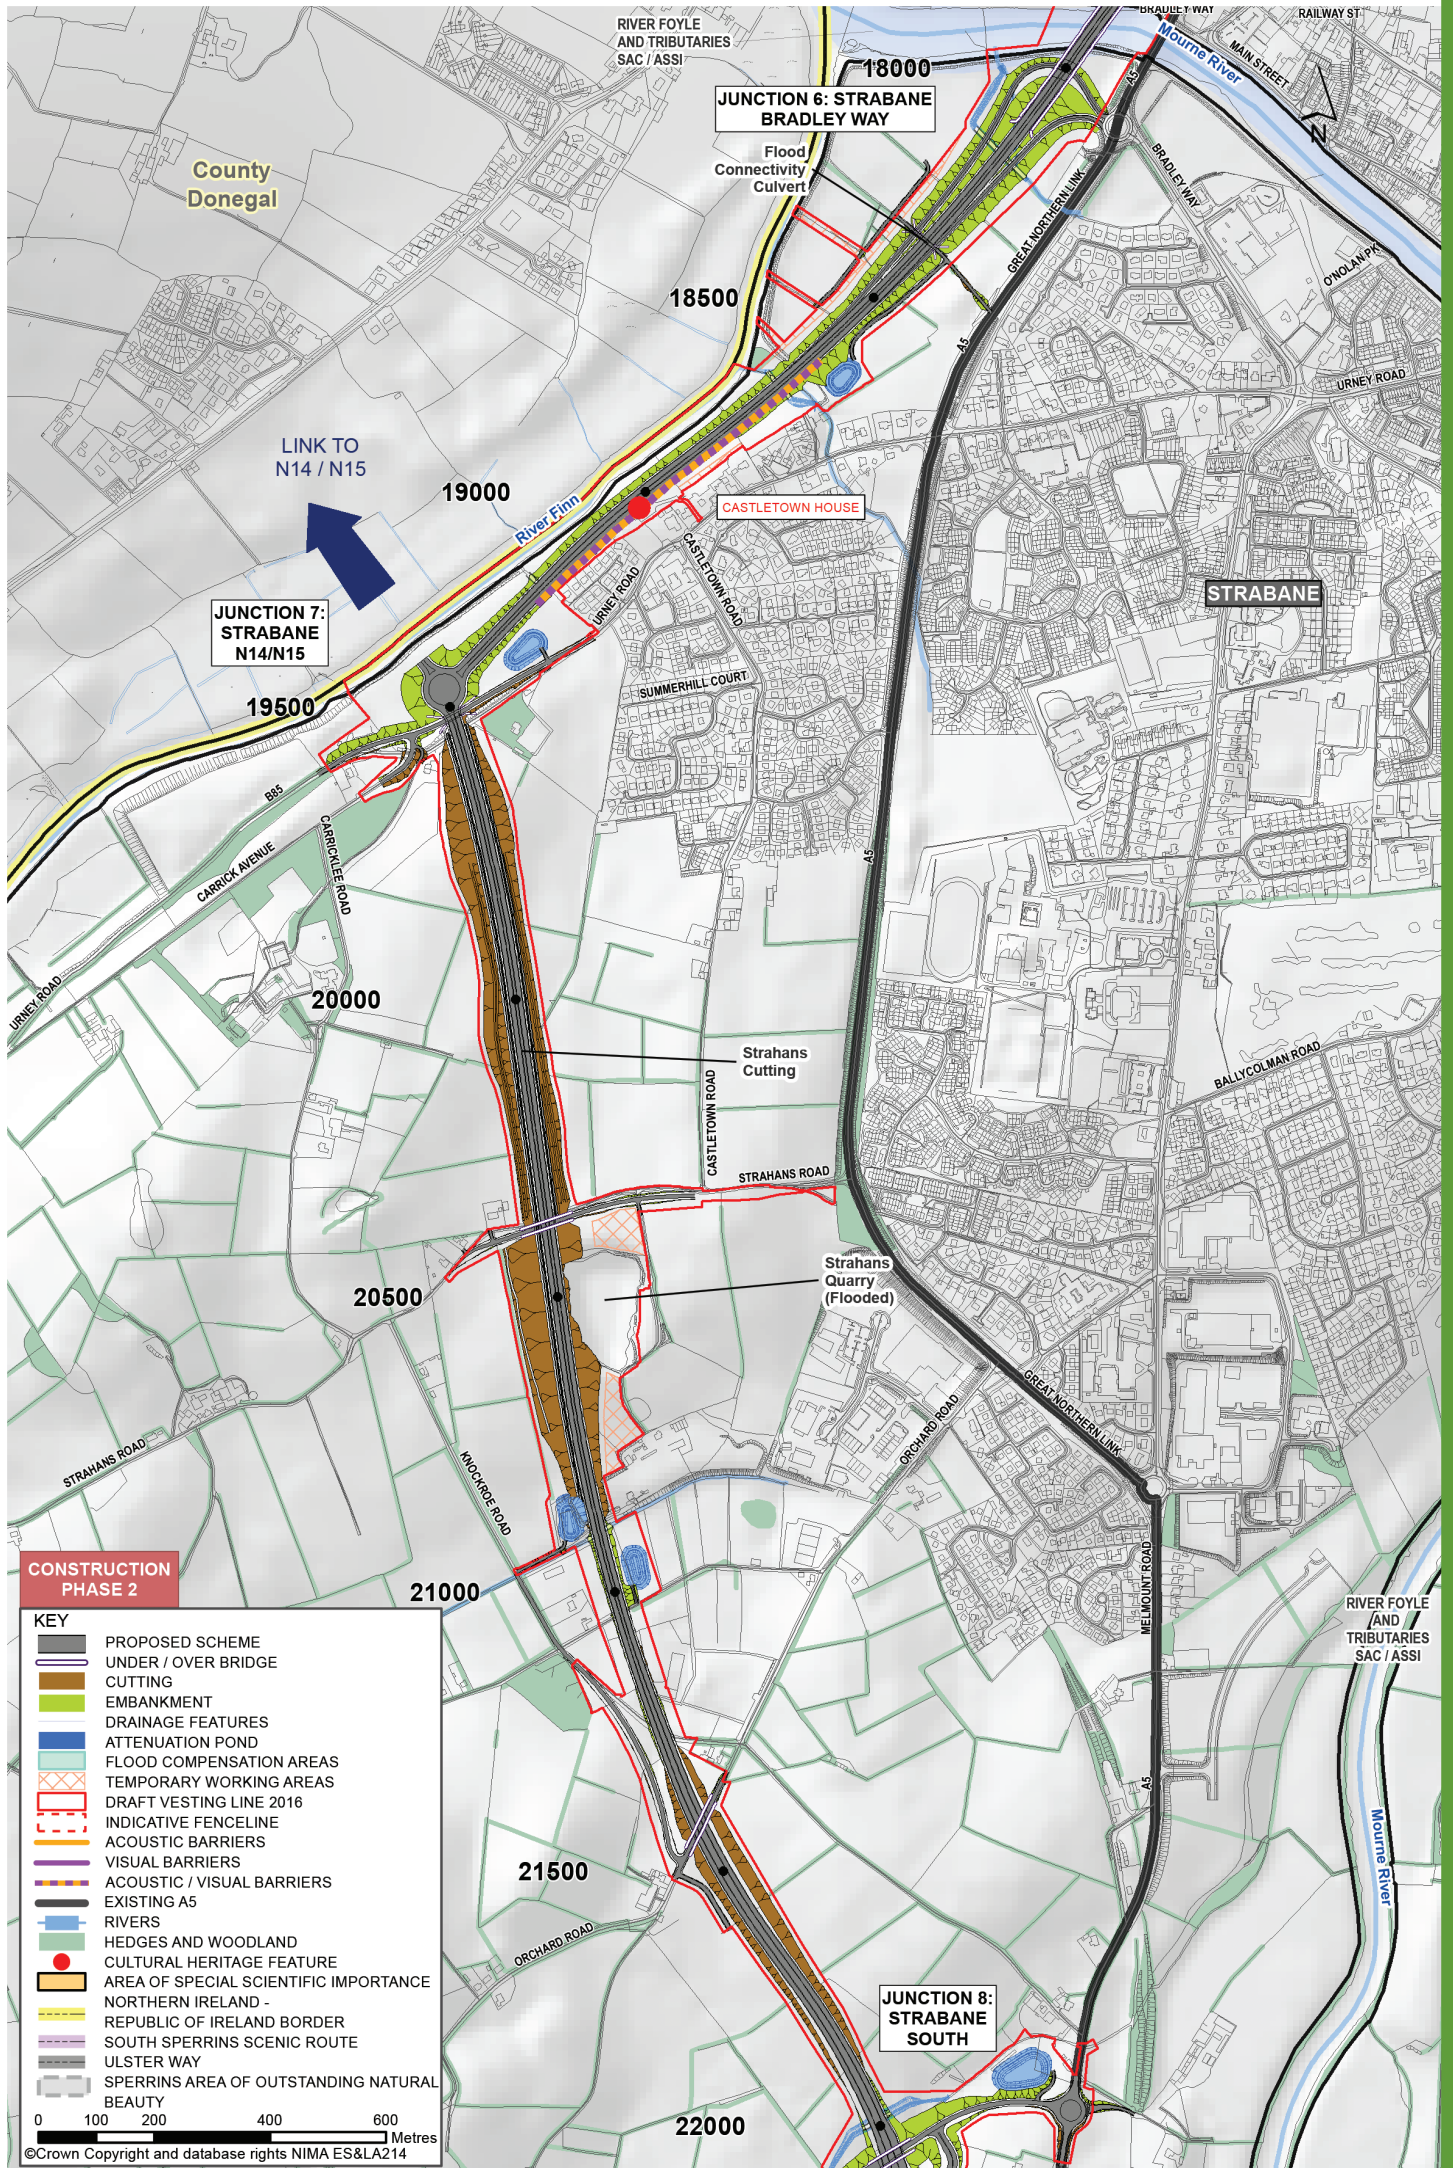 BRADLEY WAY
RAILWAY ST
RIVER FOYLE
AND TRIBUTARIES
SAC / ASSI
Mourne River
MAIN STREET
18000
A5
JUNCTION 6: STRABANE
BRADLEY WAY
N
Flood
Connectivity
Culvert
County
Donegal
BRADLEY WAY
GREAT NORTHERN LINK
O'NOLAN PK
18500
A5
URNEY ROAD
LINK TO
N14 / N15
19000
River Finn
CASTLETOWN HOUSE
CASTLETOWN ROAD
URNEY ROAD
STRABANE
JUNCTION 7:
STRABANE
N14/N15
SUMMERHILL COURT
19500
B85
CARRICK AVENUE
CARRICKLEE ROAD
A5
URNEY ROAD
20000
Strahans
Cutting
CASTLETOWN ROAD
BALLYCOLMAN ROAD
STRAHANS ROAD
Strahans
Quarry
(Flooded)
20500
GREAT NORTHERN LINK
ORCHARD ROAD
STRAHANS ROAD
KNOCKROE ROAD
MELMOUNT ROAD
CONSTRUCTION
PHASE 2
21000
RIVER FOYLE
AND
TRIBUTARIES
SAC / ASSI
KEY
PROPOSED SCHEME
UNDER / OVER BRIDGE
CUTTING
EMBANKMENT
DRAINAGE FEATURES
ATTENUATION POND
FLOOD COMPENSATION AREAS
TEMPORARY WORKING AREAS
DRAFT VESTING LINE 2016
INDICATIVE FENCELINE
ACOUSTIC BARRIERS
VISUAL BARRIERS
ACOUSTIC / VISUAL BARRIERS
EXISTING A5
RIVERS
HEDGES AND WOODLAND
CULTURAL HERITAGE FEATURE
AREA OF SPECIAL SCIENTIFIC IMPORTANCE
NORTHERN IRELAND -
REPUBLIC OF IRELAND BORDER
SOUTH SPERRINS SCENIC ROUTE
ULSTER WAY
SPERRINS AREA OF OUTSTANDING NATURAL
BEAUTY
0 100 200 400 600 Metres
©Crown Copyright and database rights NIMA ES&LA214
A5
Mourne River
21500
ORCHARD ROAD
JUNCTION 8:
STRABANE
SOUTH
22000